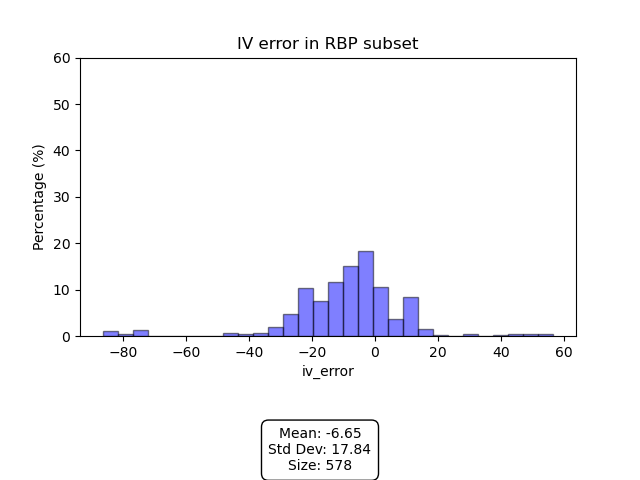 IV error in RBP subset
60
50
40
30
20
10
0
Percentage (%)
−80
−60
−40
−20
0
20
40
60
iv_error
Mean: -6.65
Std Dev: 17.84
Size: 578